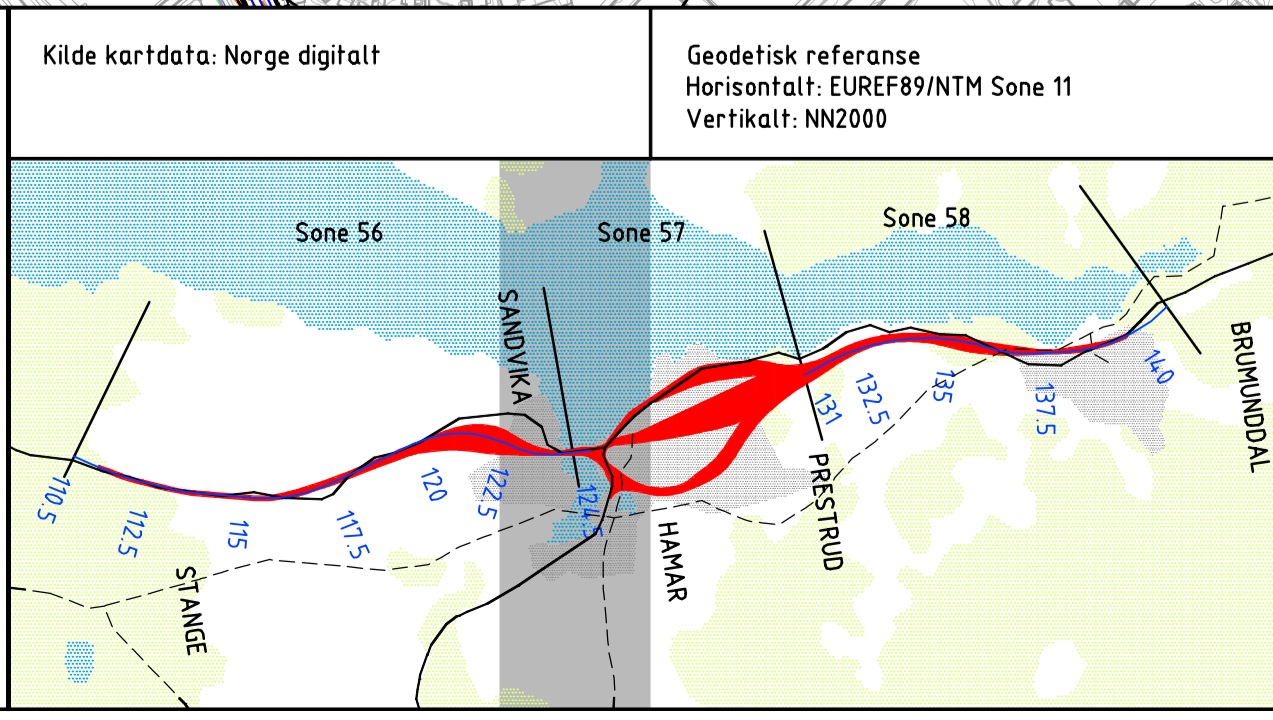 Kilde kartdata: Norge digitalt
Geodetisk referanse
Horisontalt: EUREF89/NTM Sone 11
Vertikalt: NN2000
Sone 56
Sone 57
Sone 58
SANDVIKA
BRUMUNDDAL
110.5
112.5
115
117.5
120
122.5
124.5
131
132.5
135
137.5
140
STANGE
HAMAR
PRESTRUD